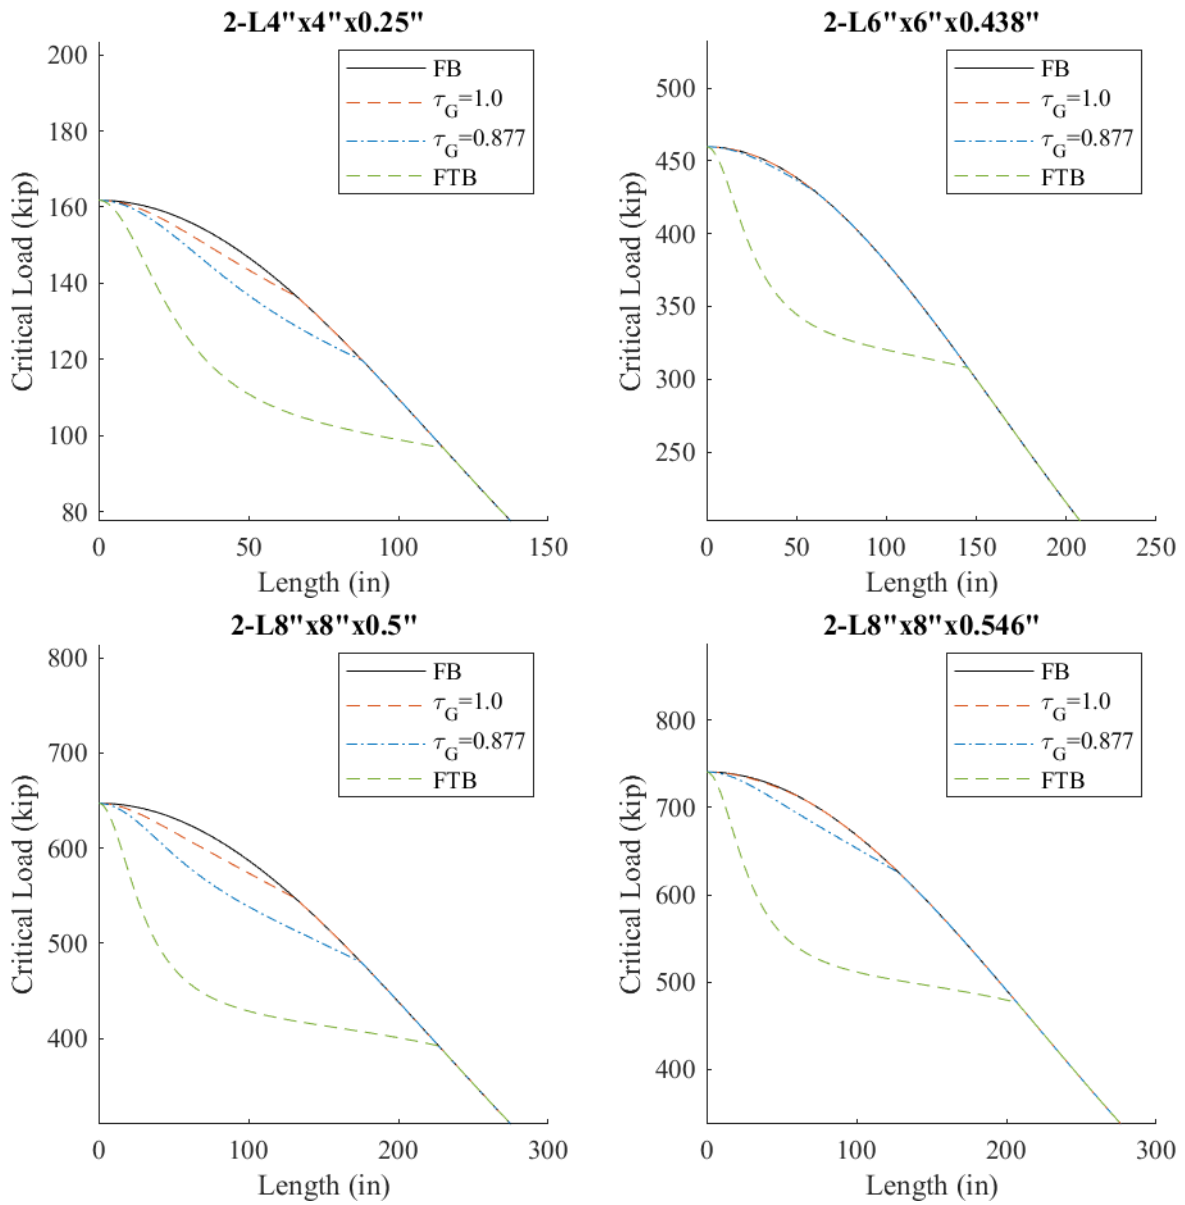 2-L4"x4"x0.25"
200
180
160
140
120
100
80
Critical Load (kip)
FB
τG=1.0
τG=0.877
FTB
0 50 100 150
Length (in)
2-L6"x6"x0.438"
500
450
400
350
300
250
Critical Load (kip)
FB
τG=1.0
τG=0.877
FTB
0 50 100 150 200 250
Length (in)
2-L8"x8"x0.5"
800
700
600
500
400
Critical Load (kip)
FB
τG=1.0
τG=0.877
FTB
0 100 200 300
Length (in)
2-L8"x8"x0.546"
800
700
600
500
400
Critical Load (kip)
FB
τG=1.0
τG=0.877
FTB
0 100 200 300
Length (in)